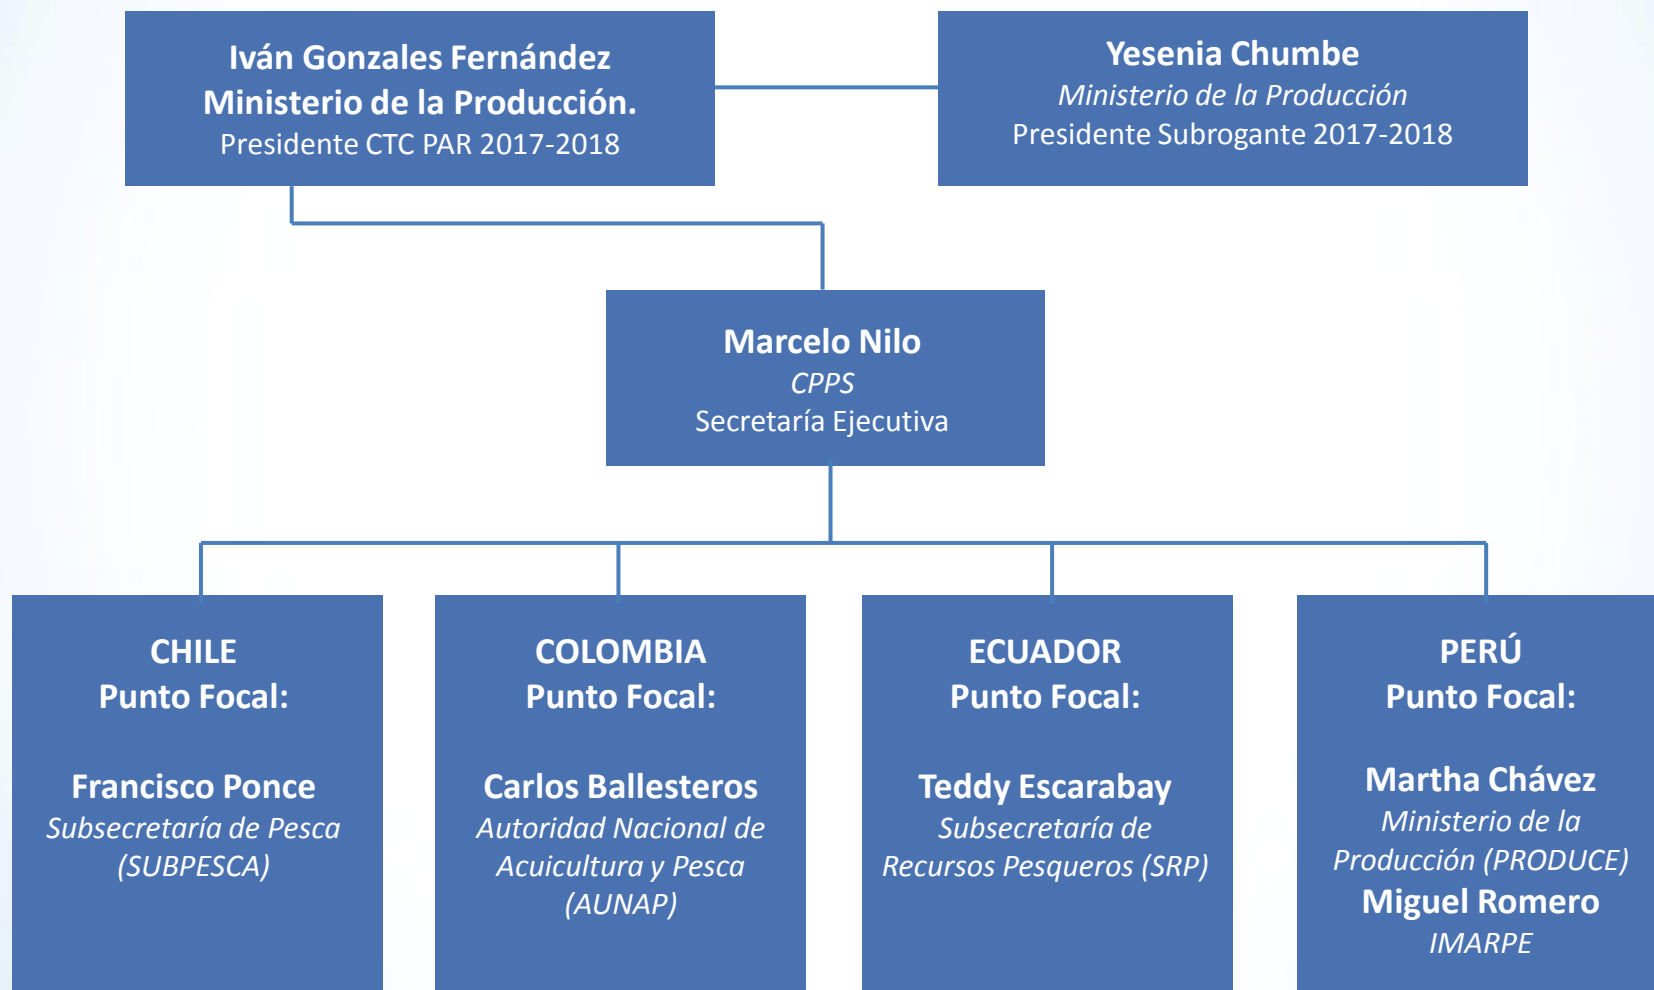 Iván Gonzales Fernández
Ministerio de la Producción.
Presidente CTC PAR 2017-2018
Yesenia Chumbe
Ministerio de la Producción
Presidente Subrogante 2017-2018
Marcelo Nilo
CPPS
Secretaría Ejecutiva
CHILE
Punto Focal:
Francisco Ponce
Subsecretaría de Pesca
(SUBPESCA)
COLOMBIA
Punto Focal:
Carlos Ballesteros
Autoridad Nacional de
Acuicultura y Pesca
(AUNAP)
ECUADOR
Punto Focal:
Teddy Escarabay
Subsecretaría de
Recursos Pesqueros (SRP)
PERÚ
Punto Focal:
Martha Chávez
Ministerio de la
Producción (PRODUCE)
Miguel Romero
IMARPE